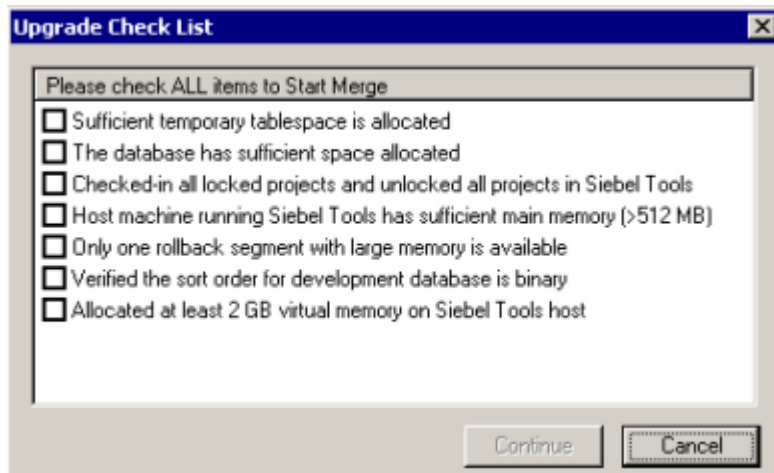 Upgrade Check List
Please check ALL items to Start Merge
Sufficient temporary tablespace is allocated
The database has sufficient space allocated
Checked-in all locked projects and unlocked all projects in Siebel Tools
Host machine running Siebel Tools has sufficient main memory (>512 MB)
Only one rollback segment with large memory is available
Verified the sort order for development database is binary
Allocated at least 2 GB virtual memory on Siebel Tools host
Continue Cancel